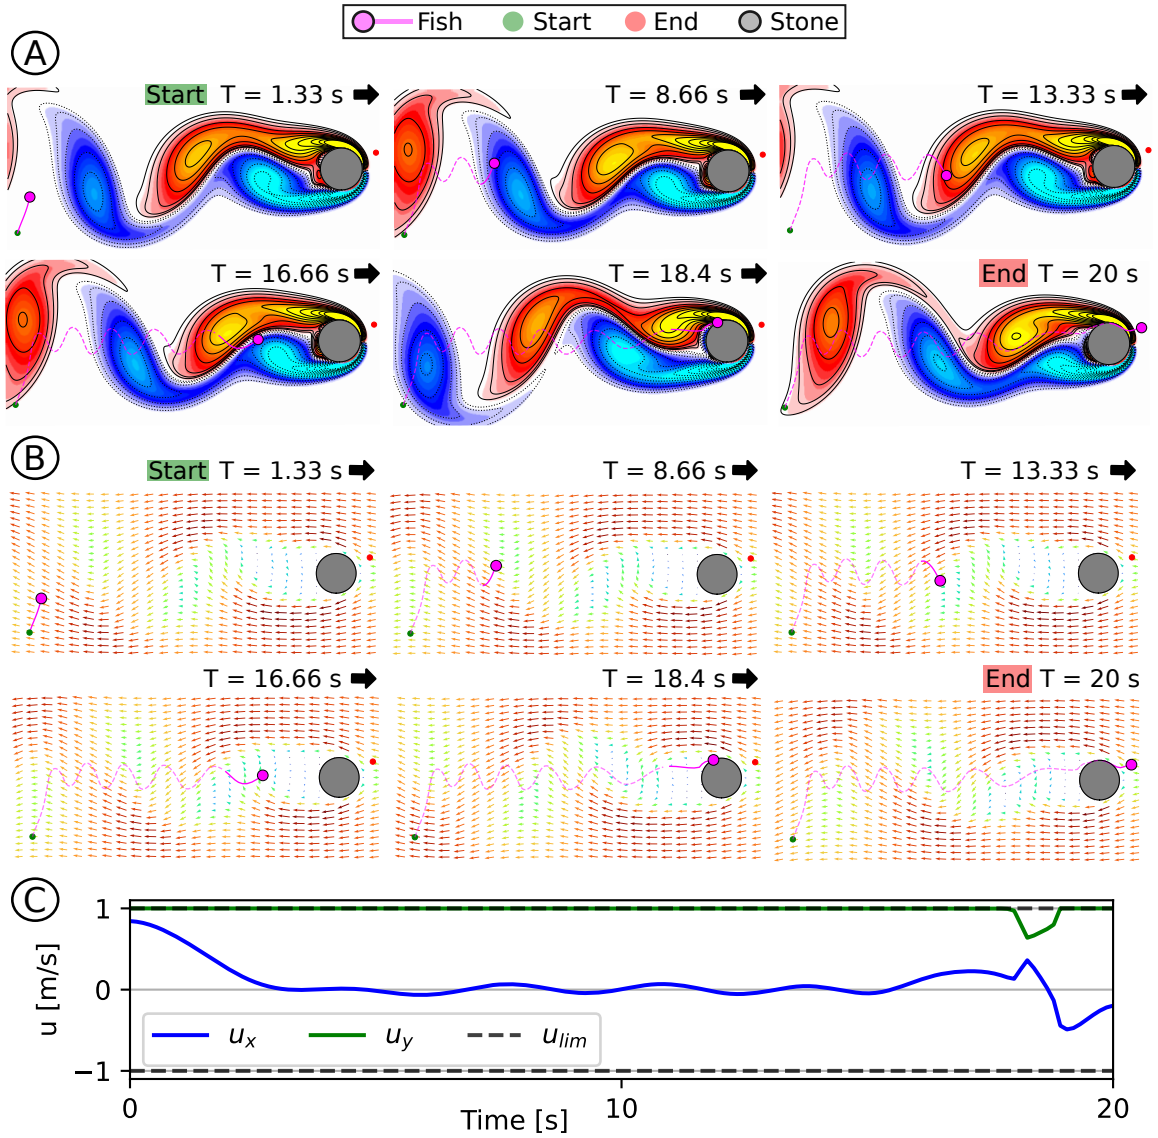 Fish Start End Stone
A
Start T = 1.33 s T = 8.66 s T = 13.33 s
T = 16.66 s T = 18.4 s End T = 20 s
B
Start T = 1.33 s T = 8.66 s T = 13.33 s
T = 16.66 s T = 18.4 s End T = 20 s
C
1
0
−1
u [m/s]
u_x u_y u_lim
0 10 20
Time [s]